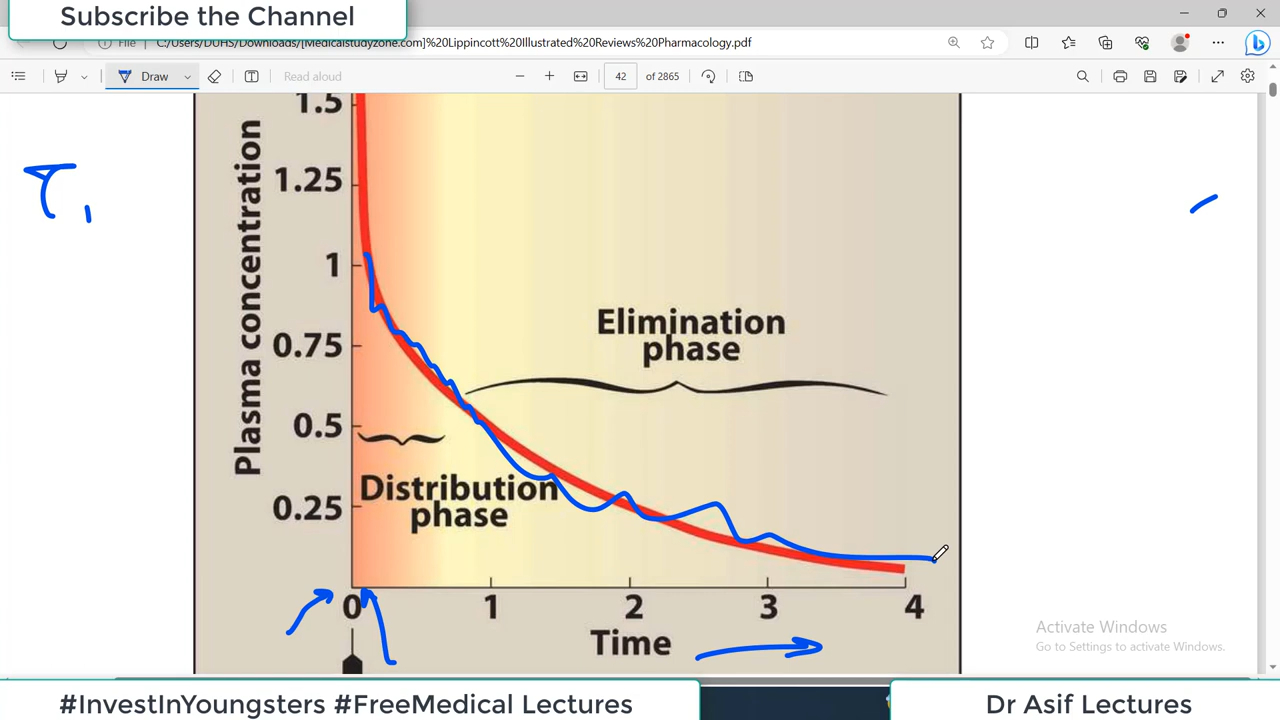 Subscribe the Channel
File
C:/Users/DUHS/Downloads/[Medicalstudyzone.com]%20Lippincott%20Illustrated%20Reviews%20Pharmacology.pdf
Draw
Read aloud
42
of 2865
Plasma concentration
1.5
1.25
1
0.75
0.5
0.25
Elimination
phase
Distribution
phase
0
1
2
3
4
Time
Activate Windows
Go to Settings to activate Windows.
#InvestInYoungsters #FreeMedical Lectures
Dr Asif Lectures